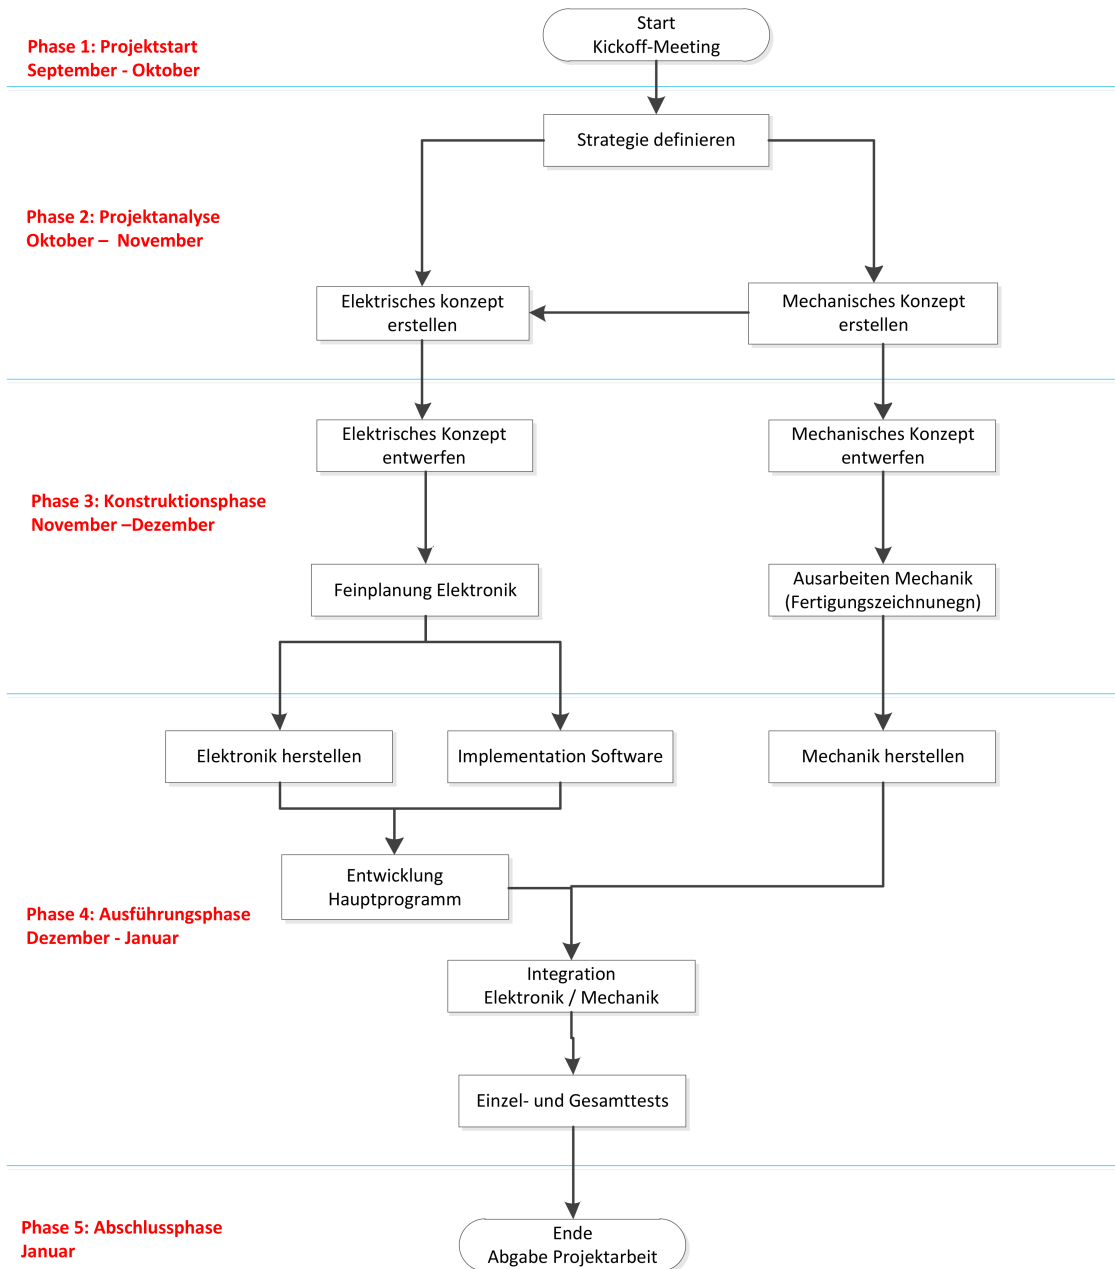 Start
Kickoff-Meeting
Phase 1: Projektstart
September - Oktober
Strategie definieren
Phase 2: Projektanalyse
Oktober –  November
Elektrisches konzept
erstellen
Mechanisches Konzept
erstellen
Elektrisches Konzept
entwerfen
Mechanisches Konzept
entwerfen
Phase 3: Konstruktionsphase
November –Dezember
Feinplanung Elektronik
Ausarbeiten Mechanik
(Fertigungszeichnunegn)
Elektronik herstellen
Implementation Software
Mechanik herstellen
Entwicklung
Hauptprogramm
Phase 4: Ausführungsphase
Dezember - Januar
Integration
Elektronik / Mechanik
Einzel- und Gesamttests
Phase 5: Abschlussphase
Januar
Ende
Abgabe Projektarbeit